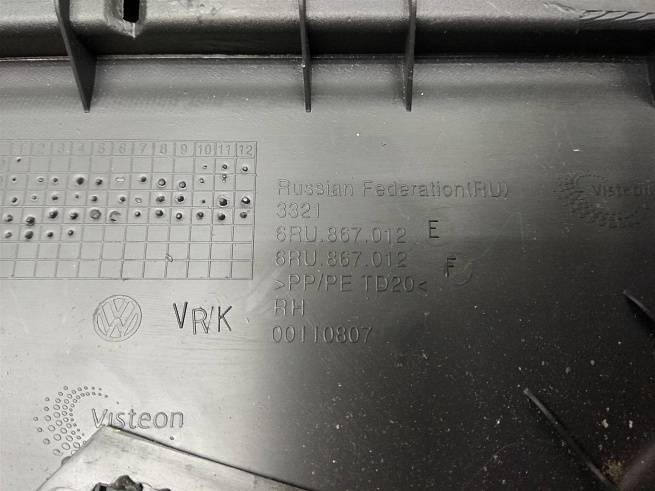 1 2 3 4 5 6 7 8 9 10 11 12
Russian Federation(RU)
3321
6RU.867.012 E
6RU.867.012 F
>PP/PE TD20<
RH
00110807
VW
VR/K
Visteon
Visteon